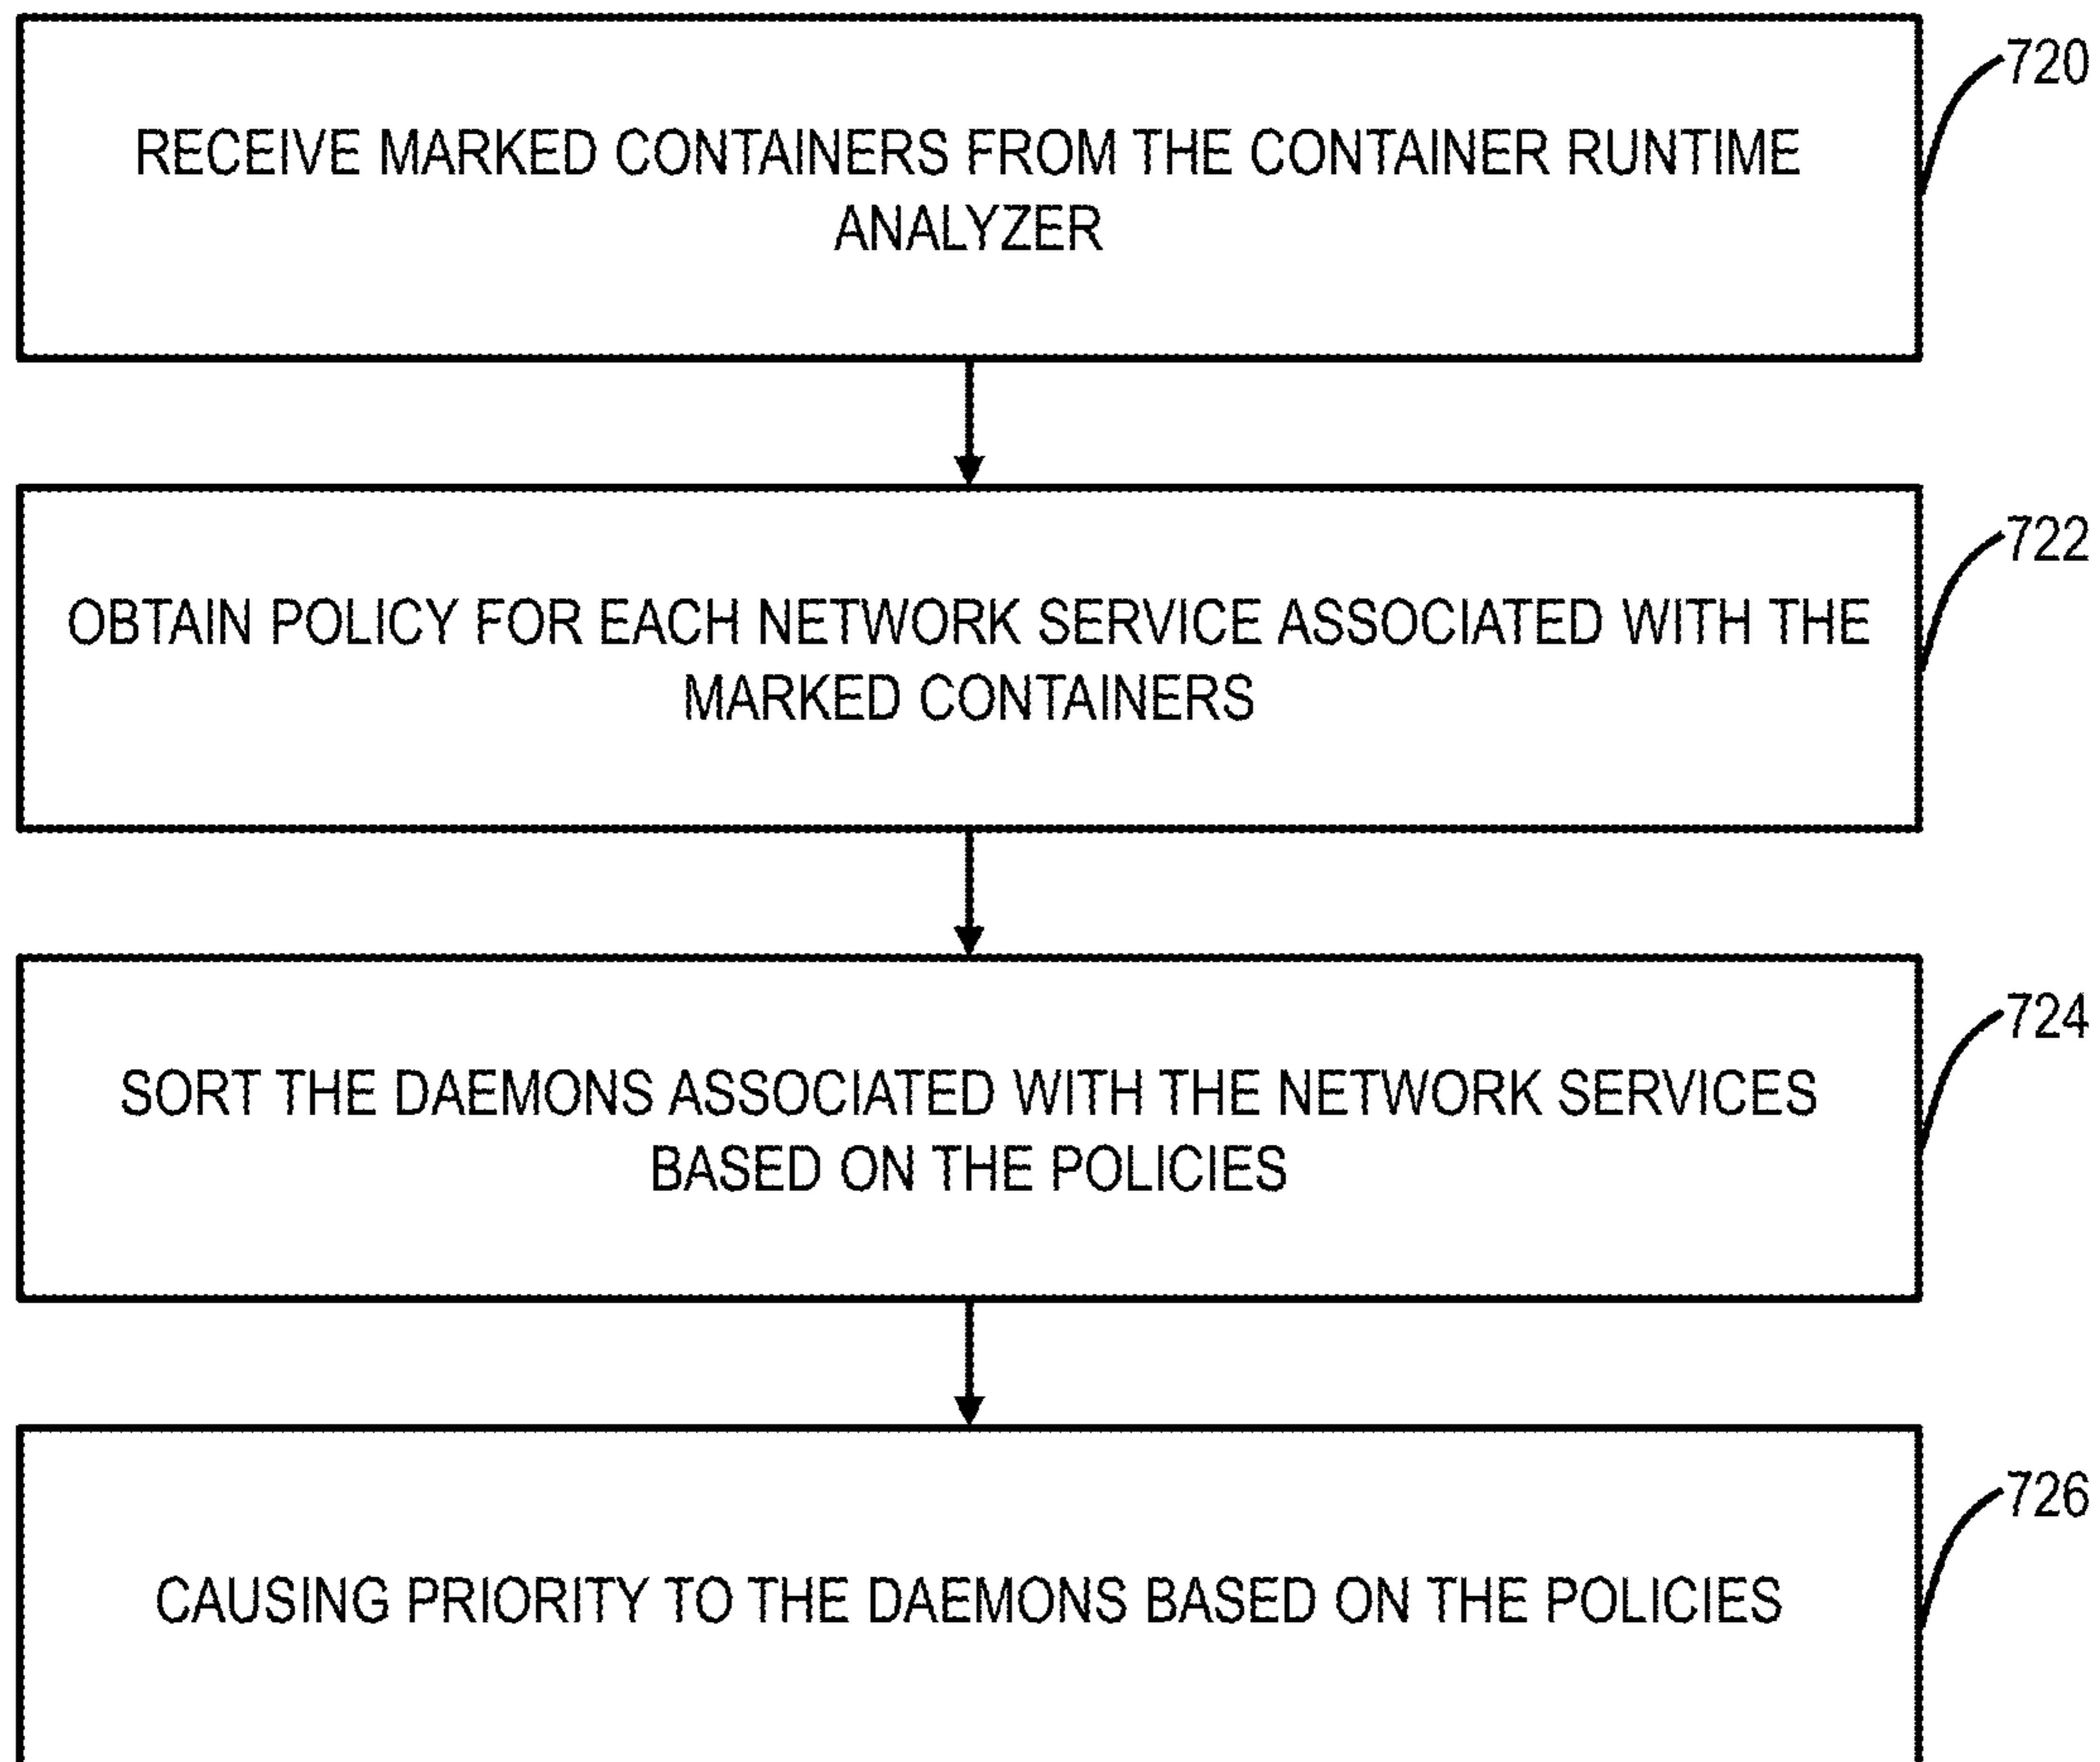 720
RECEIVE MARKED CONTAINERS FROM THE CONTAINER RUNTIME
ANALYZER
722
OBTAIN POLICY FOR EACH NETWORK SERVICE ASSOCIATED WITH THE
MARKED CONTAINERS
724
SORT THE DAEMONS ASSOCIATED WITH THE NETWORK SERVICES
BASED ON THE POLICIES
726
CAUSING PRIORITY TO THE DAEMONS BASED ON THE POLICIES